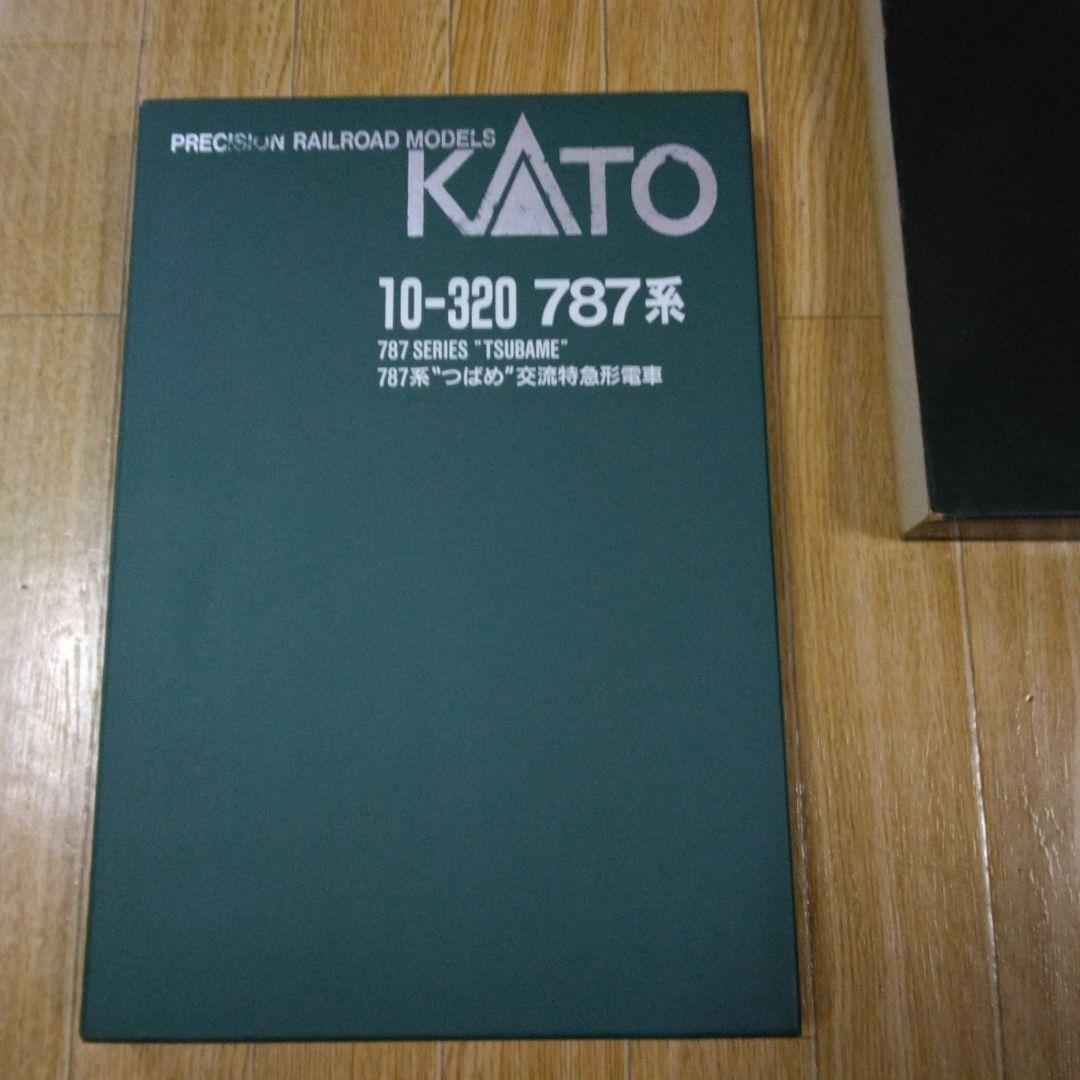 PRECISION RAILROAD MODELS
KATO
10-320 787系
787 SERIES "TSUBAME"
787系"つばめ"交流特急形電車